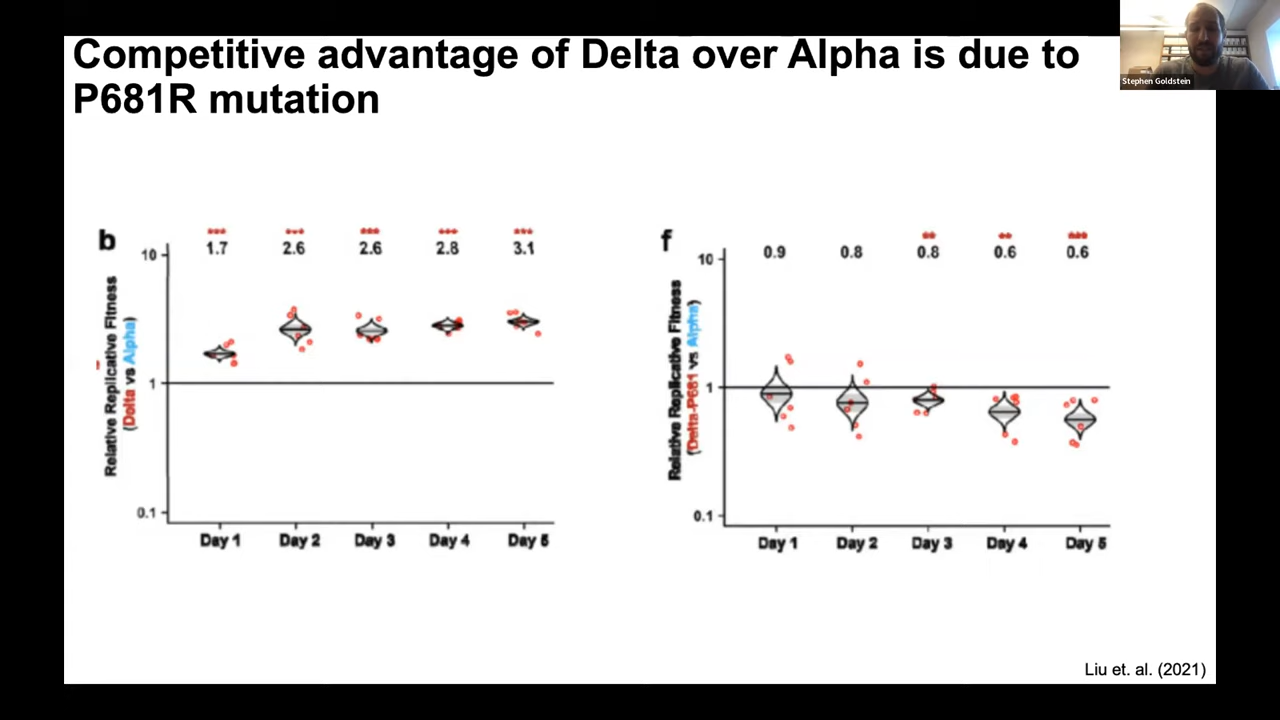 Competitive advantage of Delta over Alpha is due to
P681R mutation
Stephen Goldstein
b
*** *** *** *** ***
1.7 2.6 2.6 2.8 3.1
10
1
0.1
Relative Replicative Fitness
(Delta vs Alpha)
Day 1 Day 2 Day 3 Day 4 Day 5
f
** ** ***
0.9 0.8 0.8 0.6 0.6
10
1
0.1
Relative Replicative Fitness
(Delta-P681 vs Alpha)
Day 1 Day 2 Day 3 Day 4 Day 5
Liu et. al. (2021)